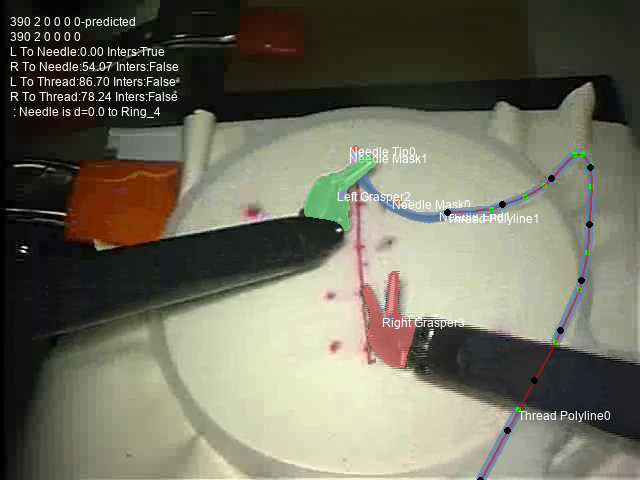 390 2 0 0 0 0-predicted
390 2 0 0 0 0
L To Needle:0.00 Inters:True
R To Needle:54.07 Inters:False
L To Thread:86.70 Inters:False
R To Thread:78.24 Inters:False
: Needle is d=0.0 to Ring_4
Needle Tip0
Needle Mask1
Left Grasper2
Needle Mask0
Thread Polyline1
Right Grasper3
Thread Polyline0